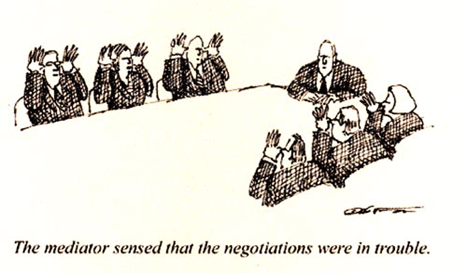 The mediator sensed that the negotiations were in trouble.